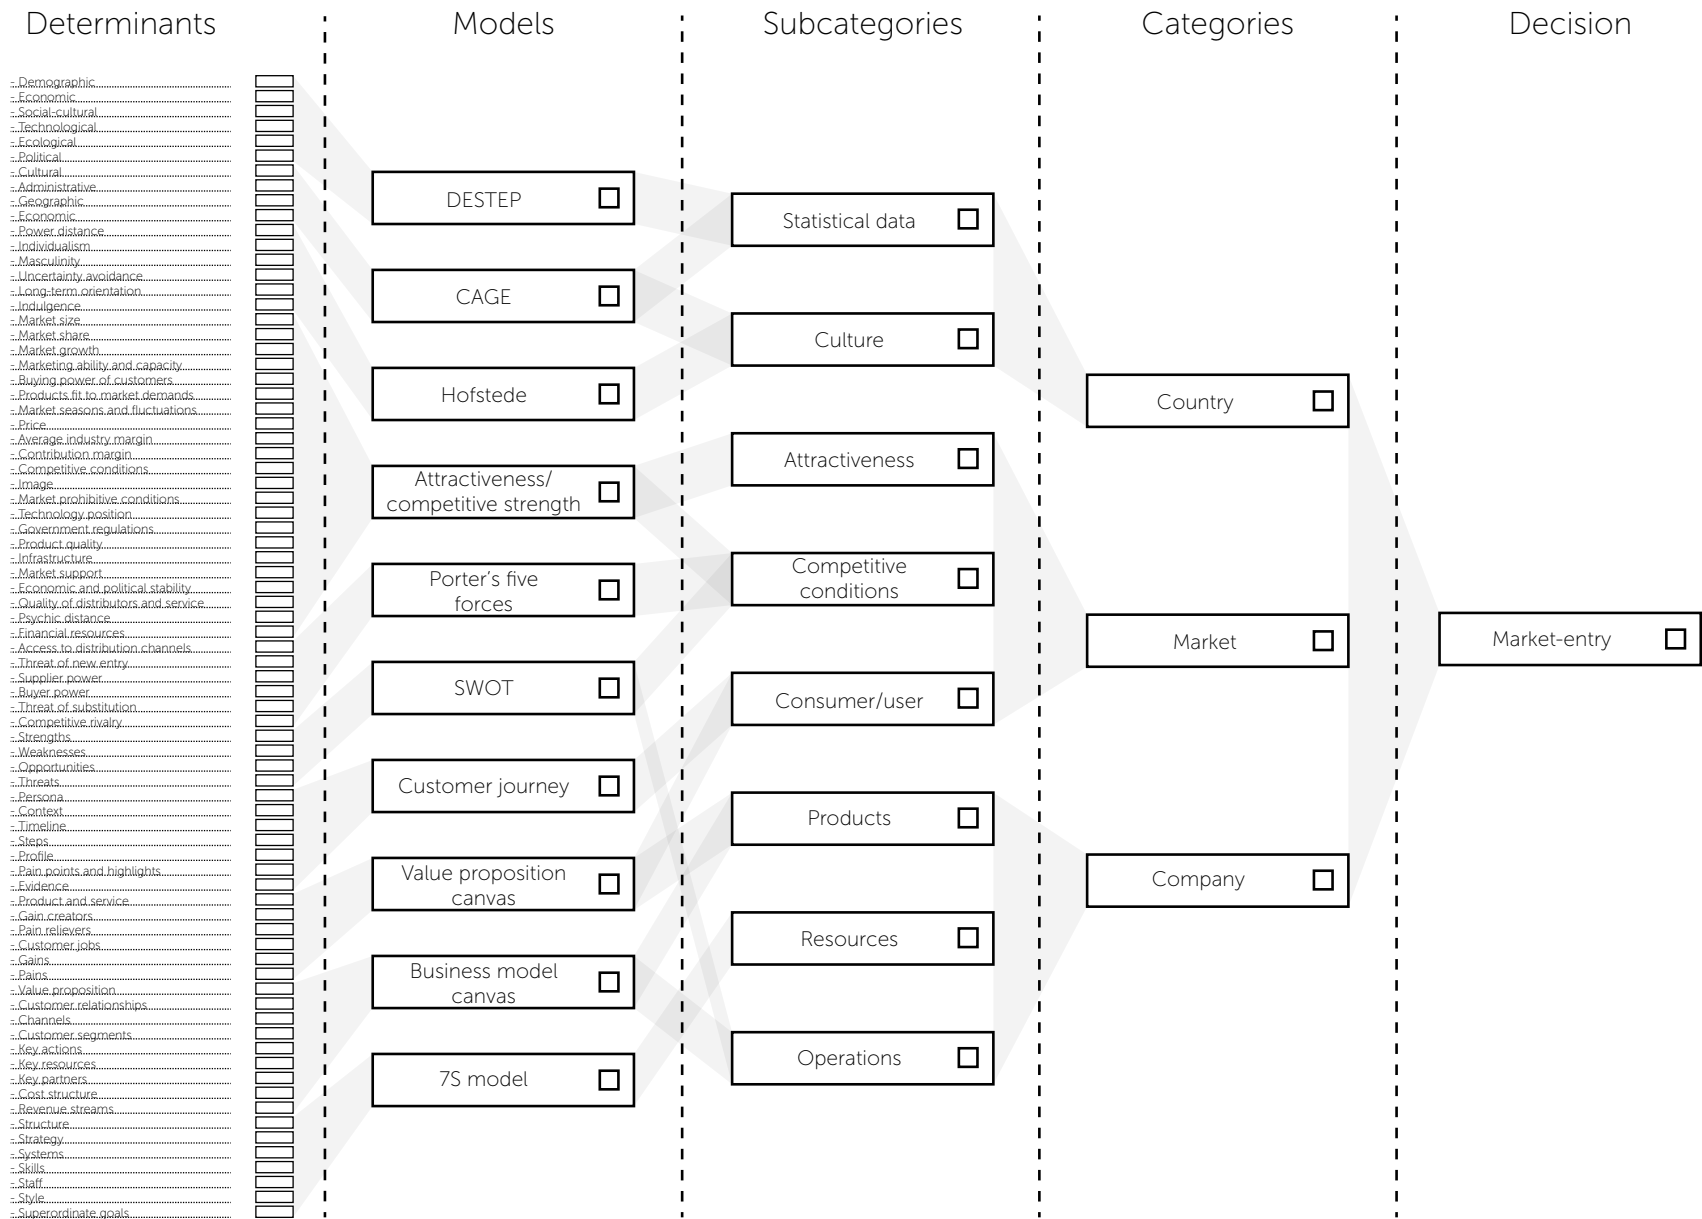 Determinants
Models
Subcategories
Categories
Decision
- Demographic
- Economic
- Social-cultural
- Technological
- Ecological
- Political
- Cultural
- Administrative
- Geographic
- Economic
- Power distance
- Individualism
- Masculinity
- Uncertainty avoidance
- Long-term orientation
- Indulgence
- Market size
- Market share
- Market growth
- Marketing ability and capacity
- Buying power of customers
- Products fit to market demands
- Market seasons and fluctuations
- Price
- Average industry margin
- Contribution margin
- Competitive conditions
- Image
- Market prohibitive conditions
- Technology position
- Government regulations
- Product quality
- Infrastructure
- Market support
- Economic and political stability
- Quality of distributors and service
- Psychic distance
- Financial resources
- Access to distribution channels
- Threat of new entry
- Supplier power
- Buyer power
- Threat of substitution
- Competitive rivalry
- Strengths
- Weaknesses
- Opportunities
- Threats
- Persona
- Context
- Timeline
- Steps
- Profile
- Pain points and highlights
- Evidence
- Product and service
- Gain creators
- Pain relievers
- Customer jobs
- Gains
- Pains
- Value proposition
- Customer relationships
- Channels
- Customer segments
- Key actions
- Key resources
- Key partners
- Cost structure
- Revenue streams
- Structure
- Strategy
- Systems
- Skills
- Staff
- Style
- Superordinate goals
DESTEP
CAGE
Hofstede
Attractiveness/
competitive strength
Porter's five
forces
SWOT
Customer journey
Value proposition
canvas
Business model
canvas
7S model
Statistical data
Culture
Attractiveness
Competitive
conditions
Consumer/user
Products
Resources
Operations
Country
Market
Company
Market-entry